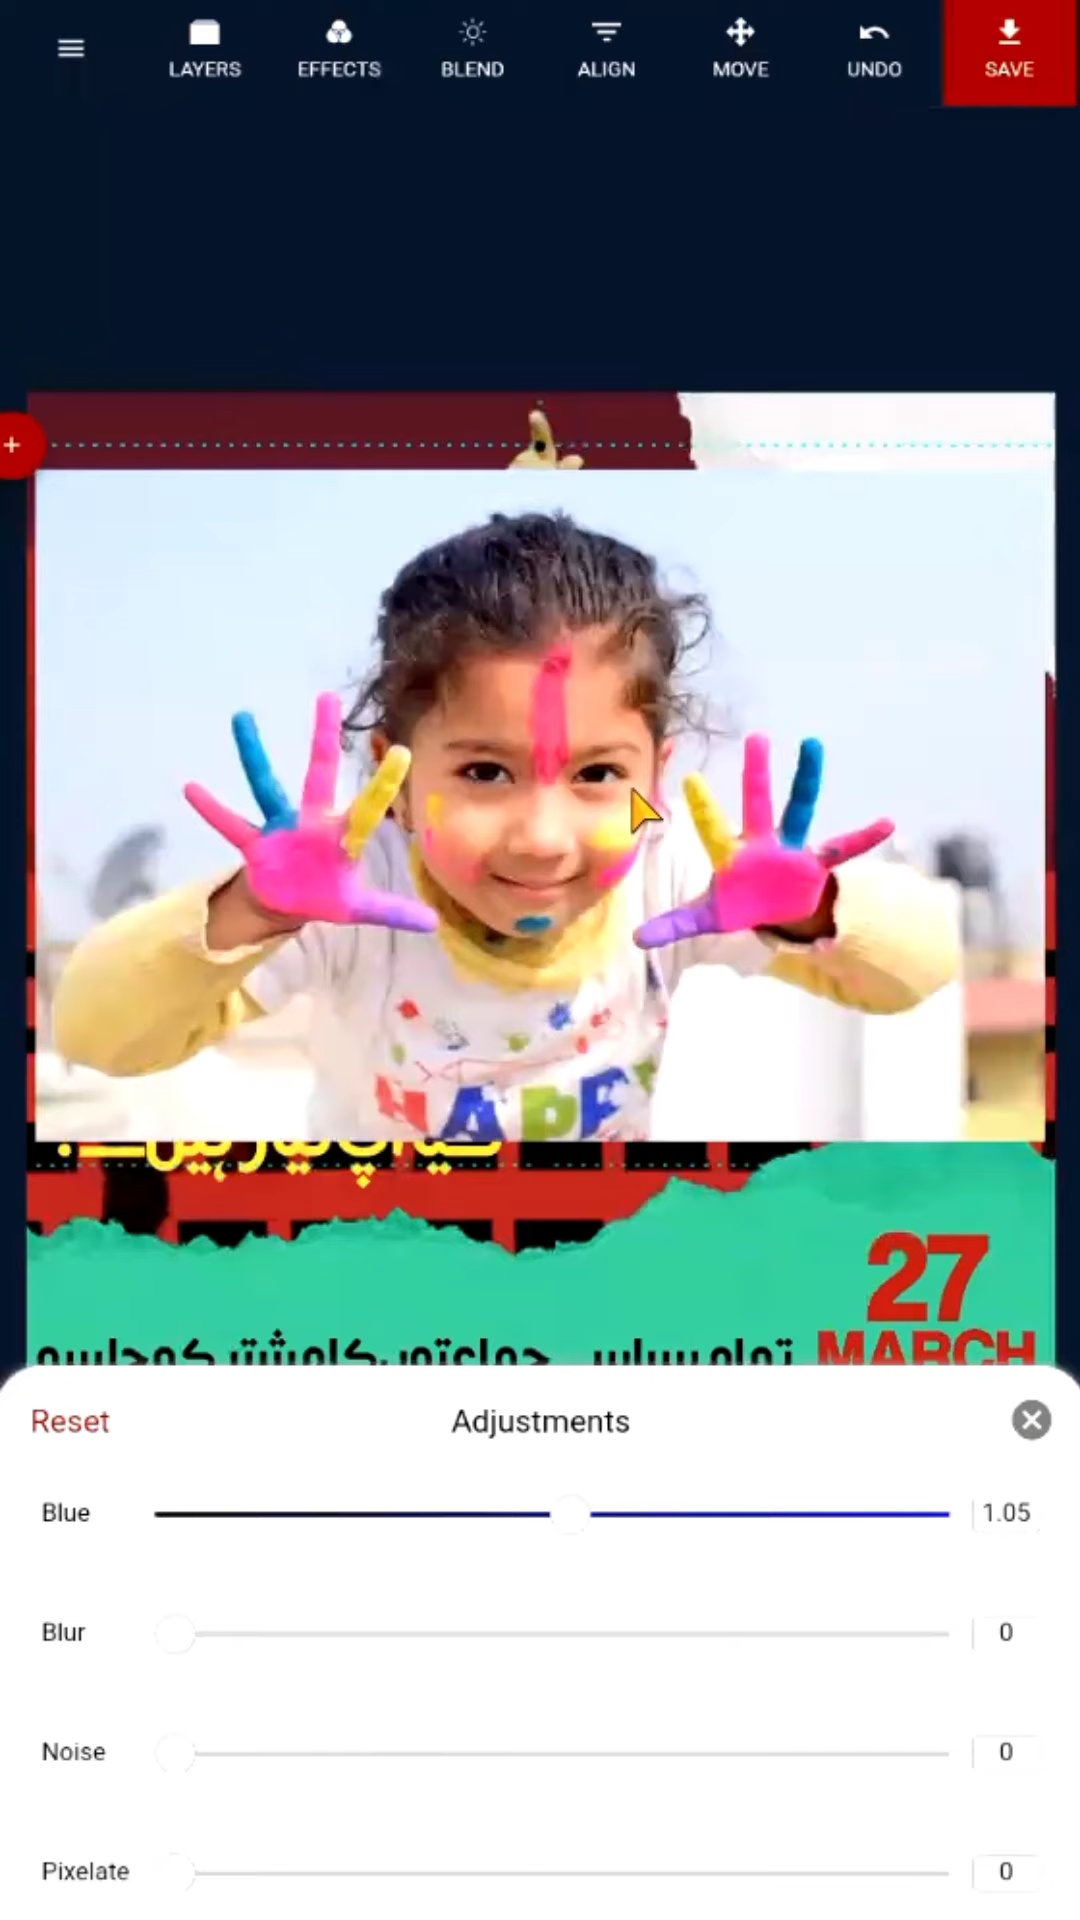 LAYERS EFFECTS BLEND ALIGN MOVE UNDO SAVE
HAPP
27
MARCH
Reset Adjustments
Blue 1.05
Blur 0
Noise 0
Pixelate 0